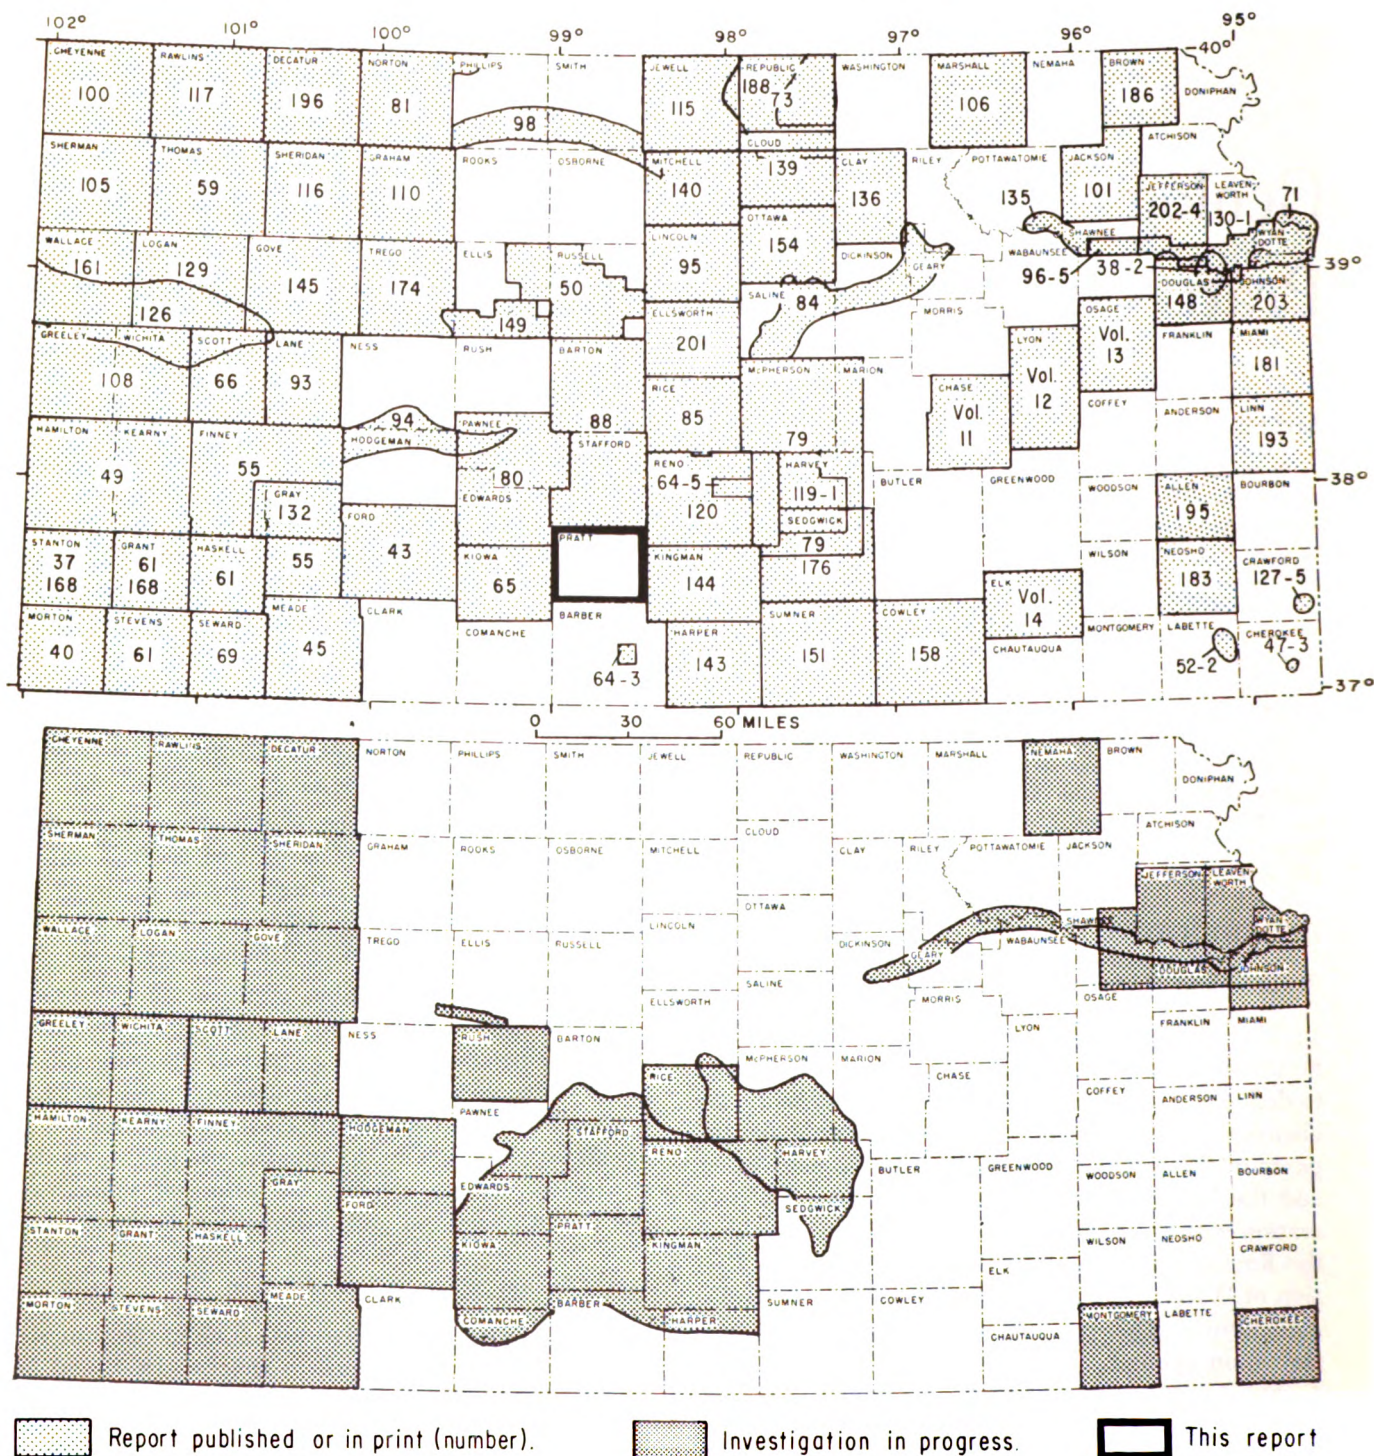 102° 101° 100° 99° 98° 97° 96° 95°
CHEYENNE RAWLINS DECATUR NORTON PHILLIPS SMITH JEWELL REPUBLIC WASHINGTON MARSHALL NEMAHA BROWN 40°
DONIPHAN
100 117 196 81 115 188 73 106 186
98
CLOUD ATCHISON
SHERMAN THOMAS SHERIDAN GRAHAM ROOKS OSBORNE MITCHELL CLAY RILEY POTTAWATOMIE JACKSON
105 59 116 110 140 139 136 101
JEFFERSON LEAVEN WORTH
135 202-4 130-1 71
OTTAWA
154
WALLACE LOGAN GOVE TREGO ELLIS RUSSELL LINCOLN DICKINSON GEARY WABAUNSEE SHAWNEE WYAN DOTTE
161 129 145 174 50 95 96-5 38-2 39°
126 149 SALINE 84 MORRIS DOUGLAS 148 JOHNSON 203
ELLSWORTH 201 OSAGE Vol. 13
GREELEY WICHITA SCOTT LANE NESS RUSH BARTON McPHERSON MARION LYON FRANKLIN MIAMI
108 66 93 88 RICE 85 CHASE Vol. 11 Vol. 12 181
COFFEY ANDERSON LINN
193
HAMILTON KEARNY FINNEY 94 HODGEMAN PAWNEE STAFFORD 79
49 55 80 RENO 64-5 HARVEY 119-1 BUTLER GREENWOOD WOODSON ALLEN 195 BOURBON 38°
GRAY 132 EDWARDS 120 SEDGWICK
FORD 43 79
STANTON GRANT HASKELL KIOWA PRATT KINGMAN WILSON NEOSHO CRAWFORD
37 61 61 55 65 144 176 183 127-5
168 168 ELK Vol. 14
MORTON STEVENS SEWARD MEADE CLARK COMANCHE BARBER HARPER SUMNER COWLEY CHAUTAUQUA MONTGOMERY LABETTE CHEROKEE
40 61 69 45 64-3 143 151 158 52-2 47-3
37°
0 30 60 MILES
CHEYENNE RAWLINS DECATUR NORTON PHILLIPS SMITH JEWELL REPUBLIC WASHINGTON MARSHALL NEMAHA BROWN
DONIPHAN
CLOUD ATCHISON
SHERMAN THOMAS SHERIDAN GRAHAM ROOKS OSBORNE MITCHELL CLAY RILEY POTTAWATOMIE JACKSON
JEFFERSON LEAVEN WORTH
OTTAWA
WALLACE LOGAN GOVE TREGO ELLIS RUSSELL LINCOLN DICKINSON GEARY WABAUNSEE SHAWNEE WYAN DOTTE
SALINE DOUGLAS JOHNSON
ELLSWORTH MORRIS OSAGE
GREELEY WICHITA SCOTT LANE NESS RUSH BARTON McPHERSON MARION LYON FRANKLIN MIAMI
RICE CHASE
COFFEY ANDERSON LINN
HAMILTON KEARNY FINNEY HODGEMAN PAWNEE STAFFORD
RENO HARVEY BUTLER GREENWOOD WOODSON ALLEN BOURBON
GRAY EDWARDS
FORD SEDGWICK
STANTON GRANT HASKELL KIOWA PRATT KINGMAN WILSON NEOSHO CRAWFORD
ELK
MORTON STEVENS SEWARD MEADE CLARK COMANCHE BARBER HARPER SUMNER COWLEY
CHAUTAUQUA MONTGOMERY LABETTE CHEROKEE
Report published or in print (number). Investigation in progress. This report